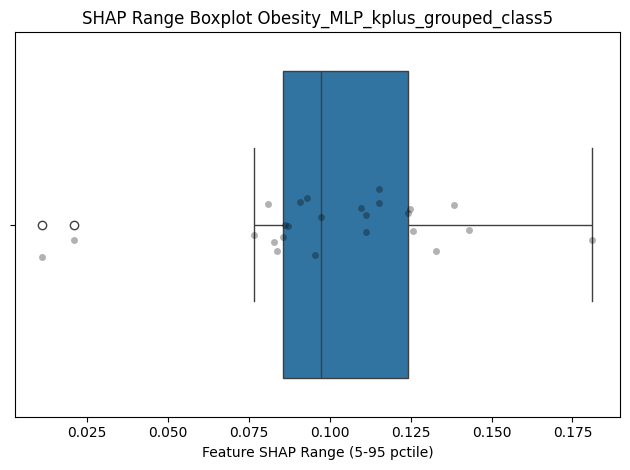 SHAP Range Boxplot Obesity_MLP_kplus_grouped_class5
0.025 0.050 0.075 0.100 0.125 0.150 0.175
Feature SHAP Range (5-95 pctile)